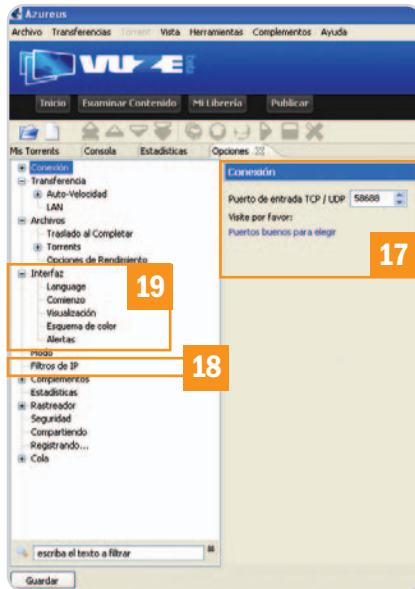 Azureus
Archivo Transferencias Torrent Vista Herramientas Complementos Ayuda
VUZE beta
Inicio Examinar Contenido Mi Librería Publicar
Mis Torrents Consola Estadísticas Opciones
Conexión
Transferencia
Auto-Velocidad
LAN
Archivos
Traslado al Completar
Torrents
Opciones de Rendimiento
Interfaz
Language
Comienzo
Visualización
Esquema de color
Alertas
Modo
Filtros de IP
Complementos
Estadísticas
Rastreador
Seguridad
Compartiendo
Registrando...
Cola
escriba el texto a filtrar
Guardar
Conexión
Puerto de entrada TCP / UDP 58688
Visite por favor:
Puertos buenos para elegir
17
19
18